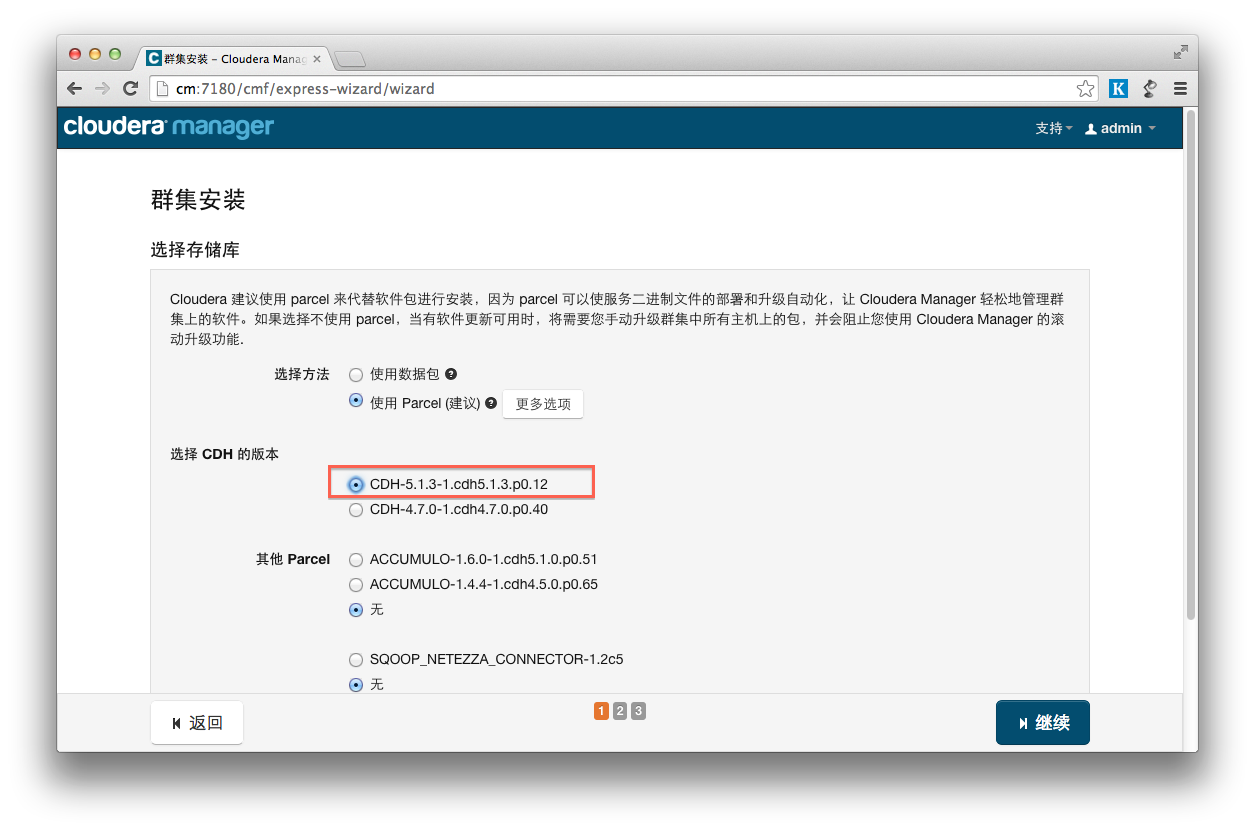 群集安装 – Cloudera Manag
cm:7180/cmf/express-wizard/wizard
K
cloudera manager
支持 admin
群集安装
选择存储库
Cloudera 建议使用 parcel 来代替软件包进行安装，因为 parcel 可以使服务二进制文件的部署和升级自动化，让 Cloudera Manager 轻松地管理群
集上的软件。如果选择不使用 parcel，当有软件更新可用时，将需要您手动升级群集中所有主机上的包，并会阻止您使用 Cloudera Manager 的滚
动升级功能.
选择方法 使用数据包 ?
使用 Parcel (建议) ? 更多选项
选择 CDH 的版本
CDH-5.1.3-1.cdh5.1.3.p0.12
CDH-4.7.0-1.cdh4.7.0.p0.40
其他 Parcel ACCUMULO-1.6.0-1.cdh5.1.0.p0.51
ACCUMULO-1.4.4-1.cdh4.5.0.p0.65
无
SQOOP_NETEZZA_CONNECTOR-1.2c5
无
返回 1 2 3 继续